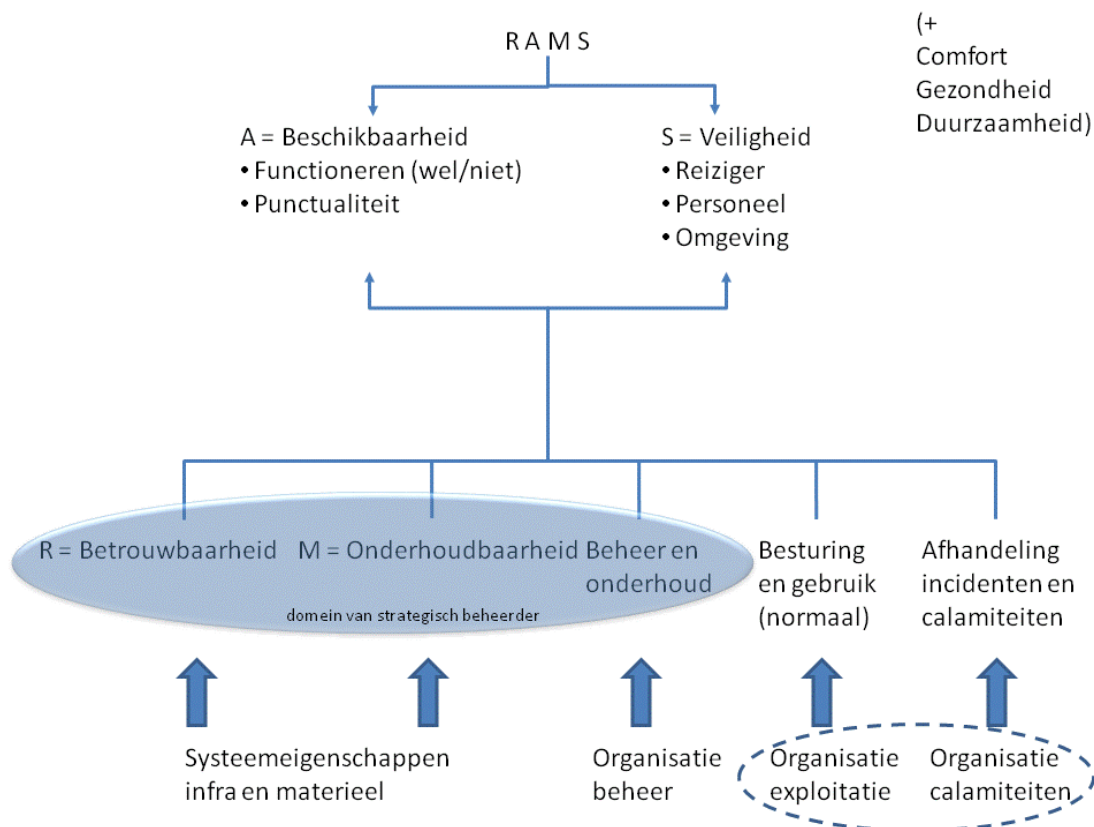 R A M S
(+
Comfort
Gezondheid
Duurzaamheid)
A = Beschikbaarheid
• Functioneren (wel/niet)
• Punctualiteit
S = Veiligheid
• Reiziger
• Personeel
• Omgeving
R = Betrouwbaarheid
M = Onderhoudbaarheid
Beheer en
onderhoud
Besturing
en gebruik
(normaal)
Afhandeling
incidenten en
calamiteiten
domein van strategisch beheerder
Systeemeigenschappen
infra en materieel
Organisatie
beheer
Organisatie
exploitatie
Organisatie
calamiteiten